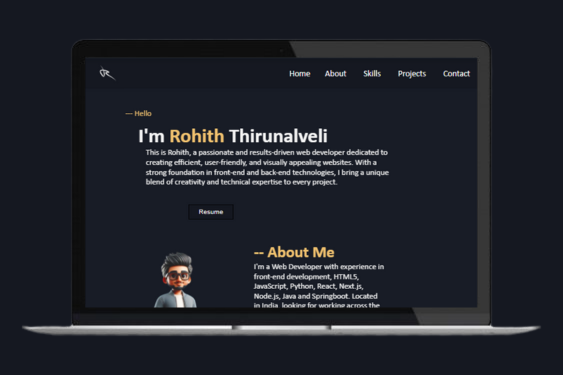 Home About Skills Projects Contact
— Hello
I'm Rohith Thirunalveli
This is Rohith, a passionate and results-driven web developer dedicated to
creating efficient, user-friendly, and visually appealing websites. With a
strong foundation in front-end and back-end technologies, I bring a unique
blend of creativity and technical expertise to every project.
Resume
-- About Me
I'm a Web Developer with experience in
front-end development, HTML5,
JavaScript, Python, React, Next.js,
Node.js, Java and Springboot. Located
in India, looking for working across the